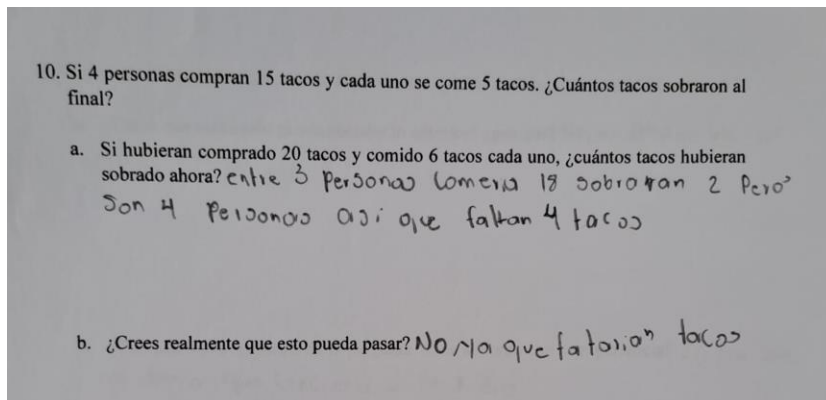 10. Si 4 personas compran 15 tacos y cada uno se come 5 tacos. ¿Cuántos tacos sobraron al
final?
a. Si hubieran comprado 20 tacos y comido 6 tacos cada uno, ¿cuántos tacos hubieran
sobrado ahora? entre 3 personas comeria 18 sobraran 2 Pero
son 4 personas asi que faltan 4 tacos
b. ¿Crees realmente que esto pueda pasar? No ya que fatarian tacos